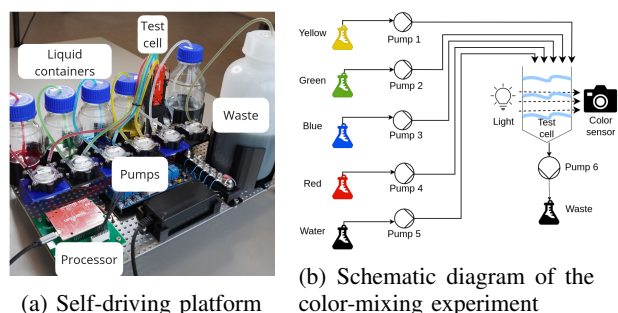 Liquid
containers
Test
cell
Waste
Pumps
Processor
(a) Self-driving platform
Yellow
Pump 1
Green
Pump 2
Blue
Pump 3
Red
Pump 4
Water
Pump 5
Light
Test
cell
Color
sensor
Pump 6
Waste
(b) Schematic diagram of the
color-mixing experiment